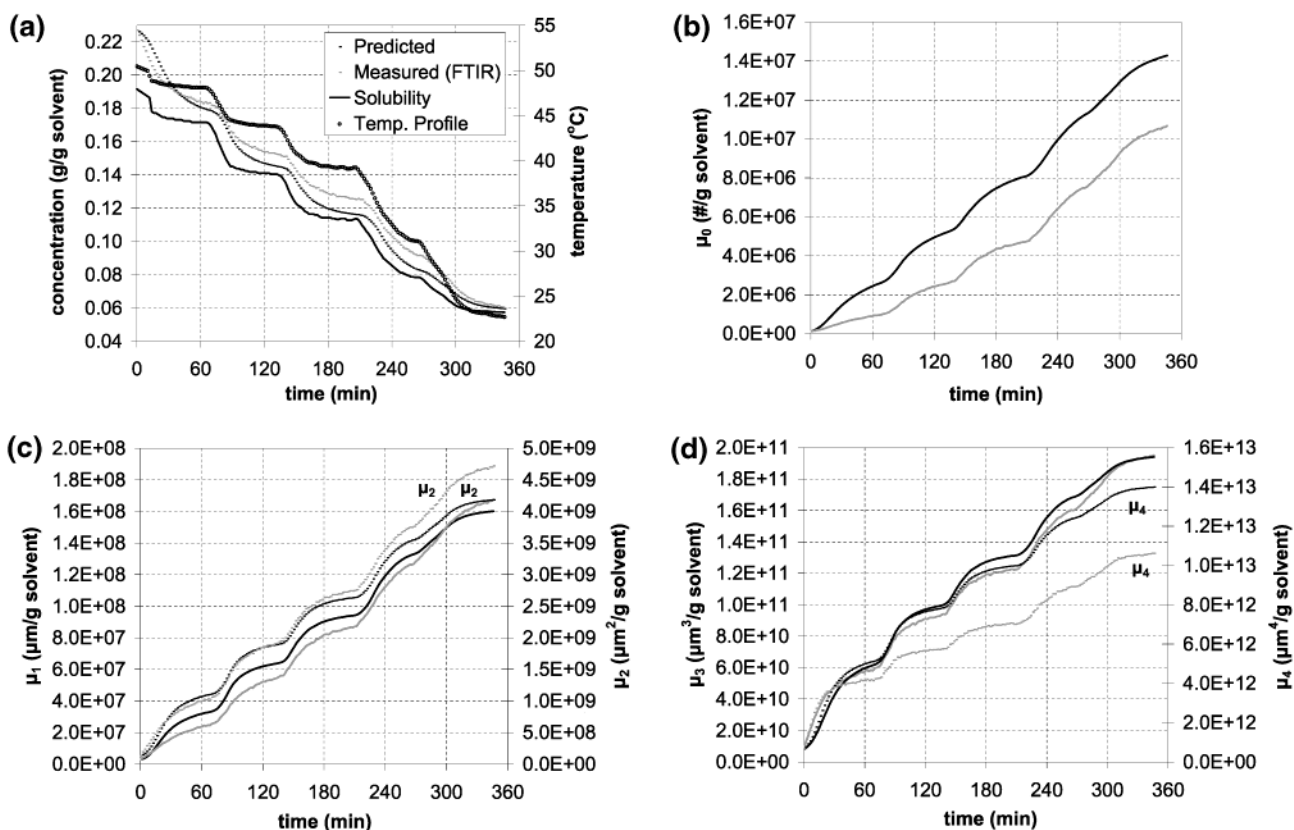 (a)
concentration (g/g solvent)
0.22
0.20
0.18
0.16
0.14
0.12
0.10
0.08
0.06
0.04
Predicted
Measured (FTIR)
Solubility
Temp. Profile
55
50
45
40
35
30
25
20
temperature (°C)
0 60 120 180 240 300 360
time (min)
(b)
μ0 (#/g solvent)
1.6E+07
1.4E+07
1.2E+07
1.0E+07
8.0E+06
6.0E+06
4.0E+06
2.0E+06
0.0E+00
0 60 120 180 240 300 360
time (min)
(c)
μ1 (μm/g solvent)
2.0E+08
1.8E+08
1.6E+08
1.4E+08
1.2E+08
1.0E+08
8.0E+07
6.0E+07
4.0E+07
2.0E+07
0.0E+00
μ2 μ2
5.0E+09
4.5E+09
4.0E+09
3.5E+09
3.0E+09
2.5E+09
2.0E+09
1.5E+09
1.0E+09
5.0E+08
0.0E+00
μ2 (μm²/g solvent)
0 60 120 180 240 300 360
time (min)
(d)
μ3 (μm³/g solvent)
2.0E+11
1.8E+11
1.6E+11
1.4E+11
1.2E+11
1.0E+11
8.0E+10
6.0E+10
4.0E+10
2.0E+10
0.0E+00
μ4
μ4
1.6E+13
1.4E+13
1.2E+13
1.0E+13
8.0E+12
6.0E+12
4.0E+12
2.0E+12
0.0E+00
μ4 (μm⁴/g solvent)
0 60 120 180 240 300 360
time (min)